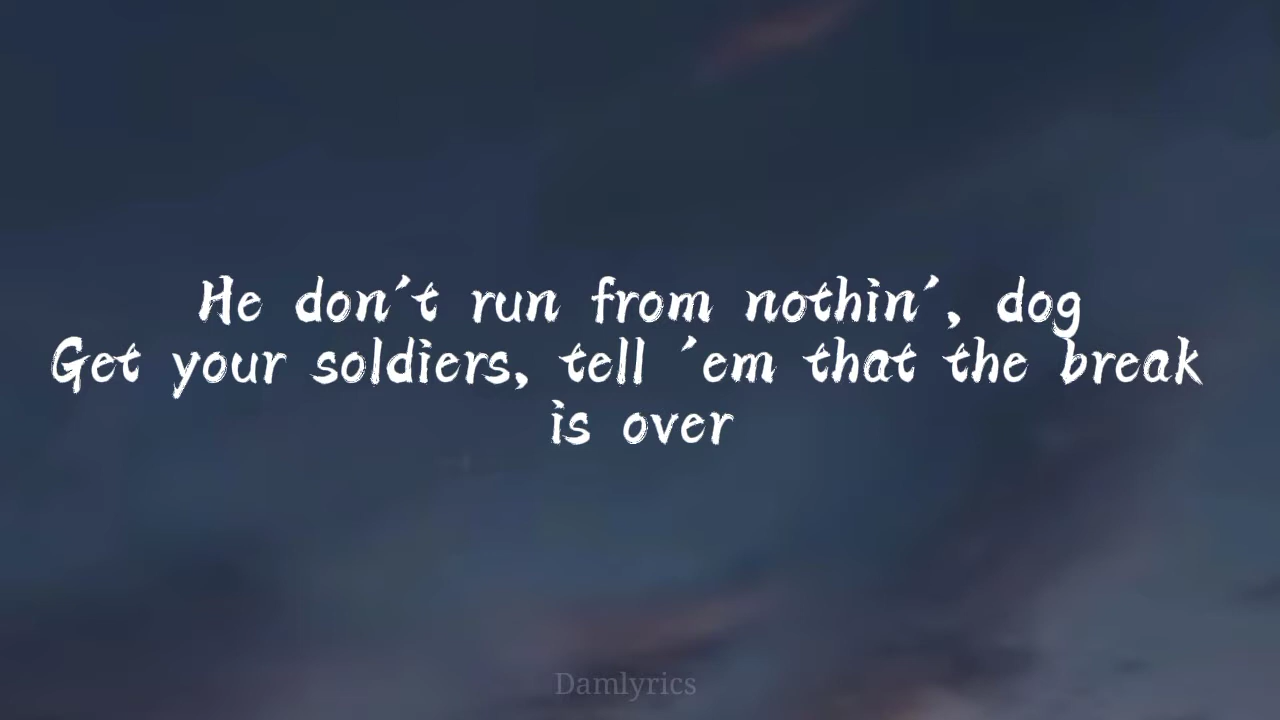 He don't run from nothin', dog
Get your soldiers, tell 'em that the break
is over
Damlyrics